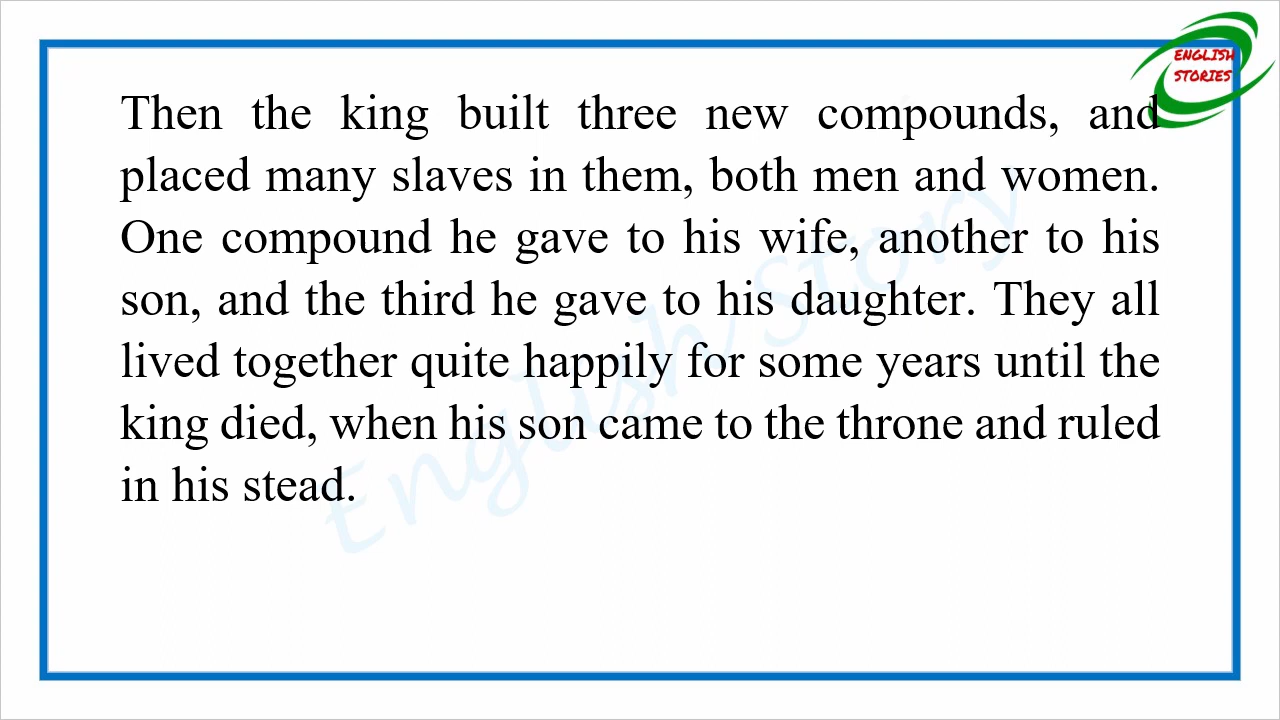 ENGLISH
STORIES
Then the king built three new compounds, and
placed many slaves in them, both men and women.
One compound he gave to his wife, another to his
son, and the third he gave to his daughter. They all
lived together quite happily for some years until the
king died, when his son came to the throne and ruled
in his stead.
English Story